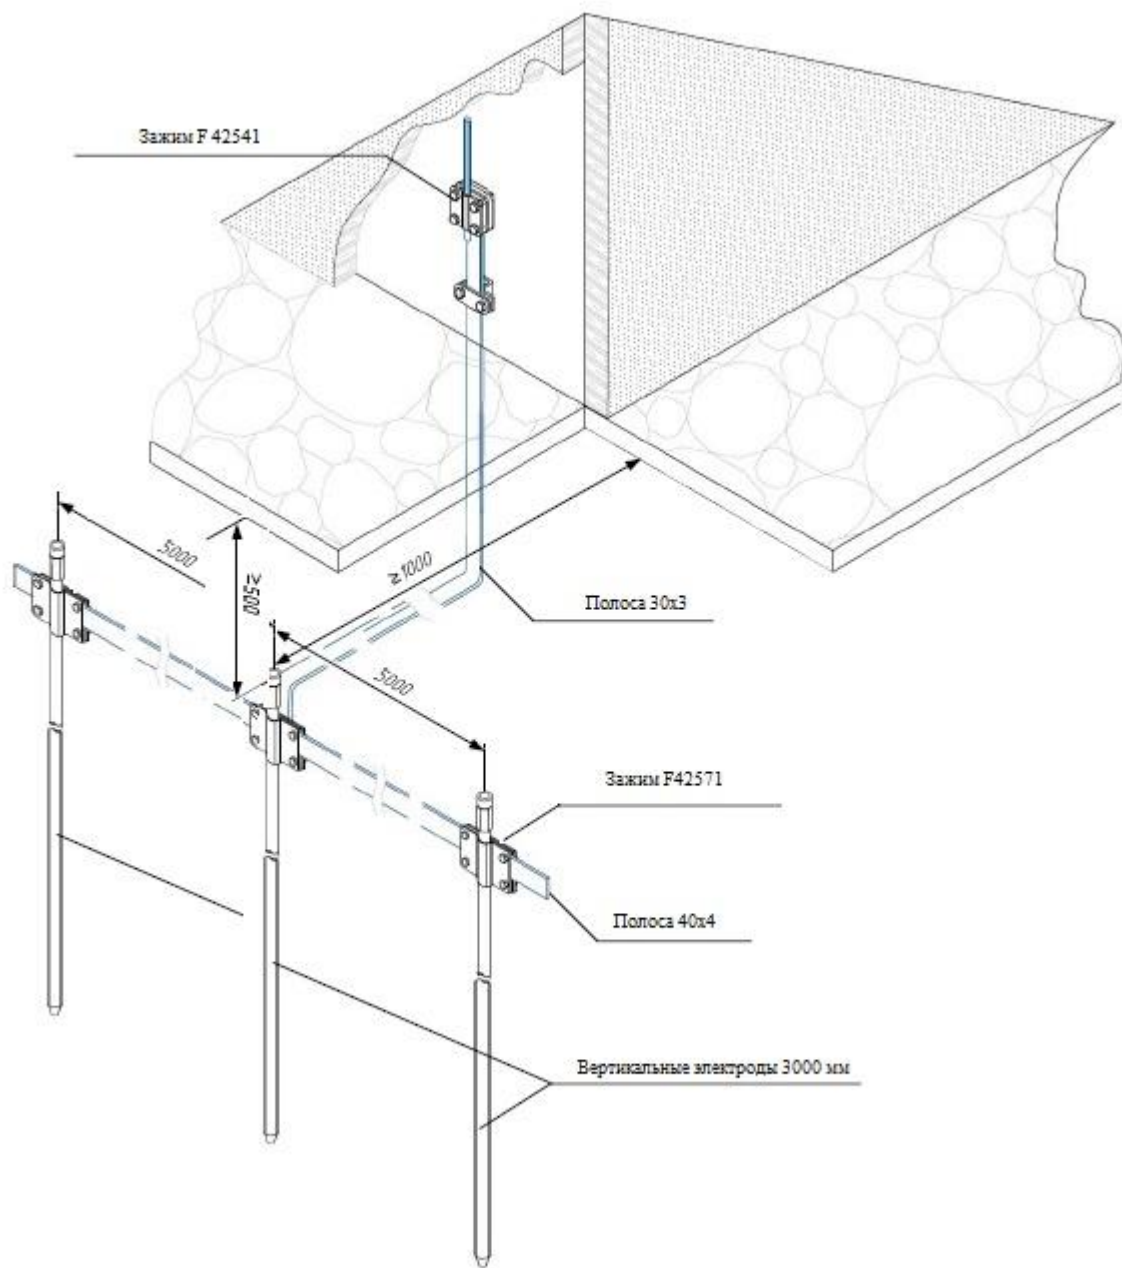 Зажим F 42541
5000
≥500
≥1000
Полоса 30х3
5000
Зажим F42571
Полоса 40х4
Вертикальные электроды 3000 мм